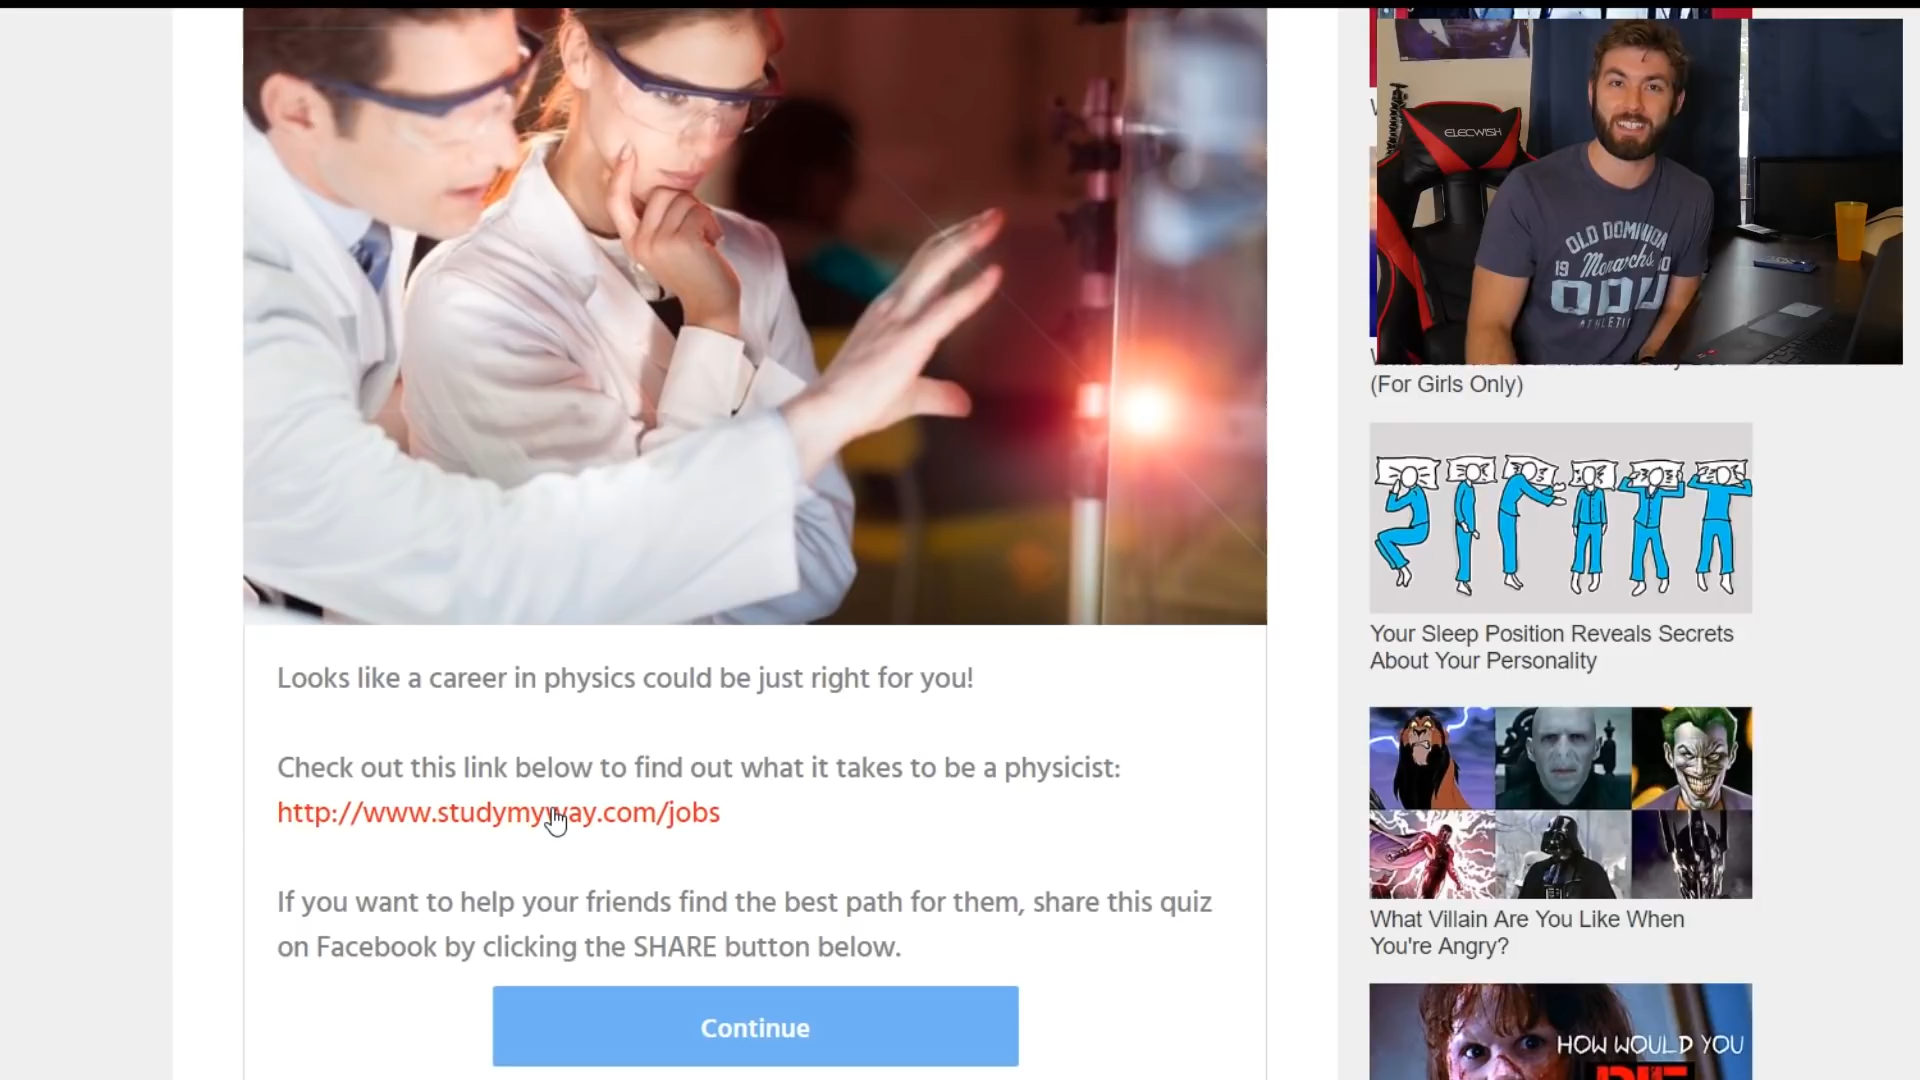 Looks like a career in physics could be just right for you!
Check out this link below to find out what it takes to be a physicist:
http://www.studymyway.com/jobs
If you want to help your friends find the best path for them, share this quiz
on Facebook by clicking the SHARE button below.
Continue
ELECWISH
OLD DOMINION
19 Monarchs 30
ODU
ATHLETI
(For Girls Only)
Your Sleep Position Reveals Secrets
About Your Personality
What Villain Are You Like When
You're Angry?
HOW WOULD YOU
DIE